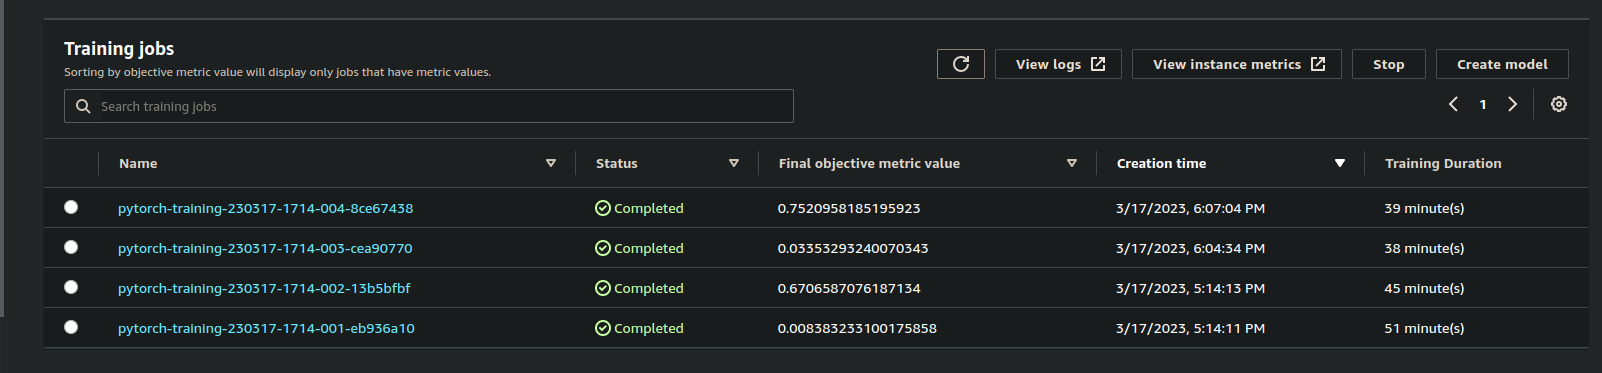 Training jobs
Sorting by objective metric value will display only jobs that have metric values.
View logs View instance metrics Stop Create model
Search training jobs
1
Name Status Final objective metric value Creation time Training Duration
pytorch-training-230317-1714-004-8ce67438 Completed 0.7520958185195923 3/17/2023, 6:07:04 PM 39 minute(s)
pytorch-training-230317-1714-003-cea90770 Completed 0.03353293240070343 3/17/2023, 6:04:34 PM 38 minute(s)
pytorch-training-230317-1714-002-13b5bfbf Completed 0.6706587076187134 3/17/2023, 5:14:13 PM 45 minute(s)
pytorch-training-230317-1714-001-eb936a10 Completed 0.008383233100175858 3/17/2023, 5:14:11 PM 51 minute(s)